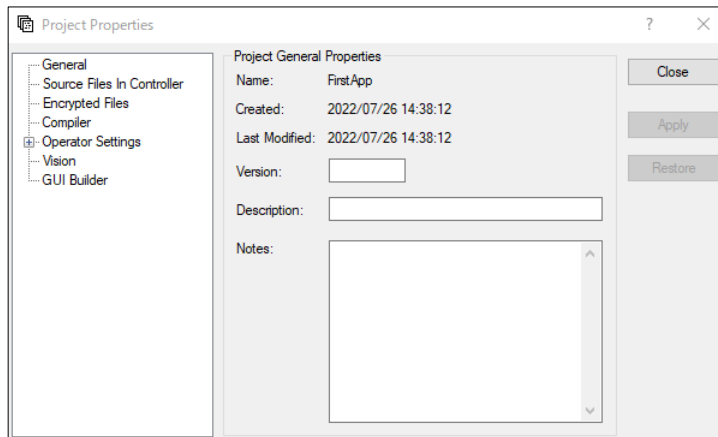 Project Properties
General
Source Files In Controller
Encrypted Files
Compiler
Operator Settings
Vision
GUI Builder
Project General Properties
Name: FirstApp
Created: 2022/07/26 14:38:12
Last Modified: 2022/07/26 14:38:12
Version:
Description:
Notes:
Close
Apply
Restore